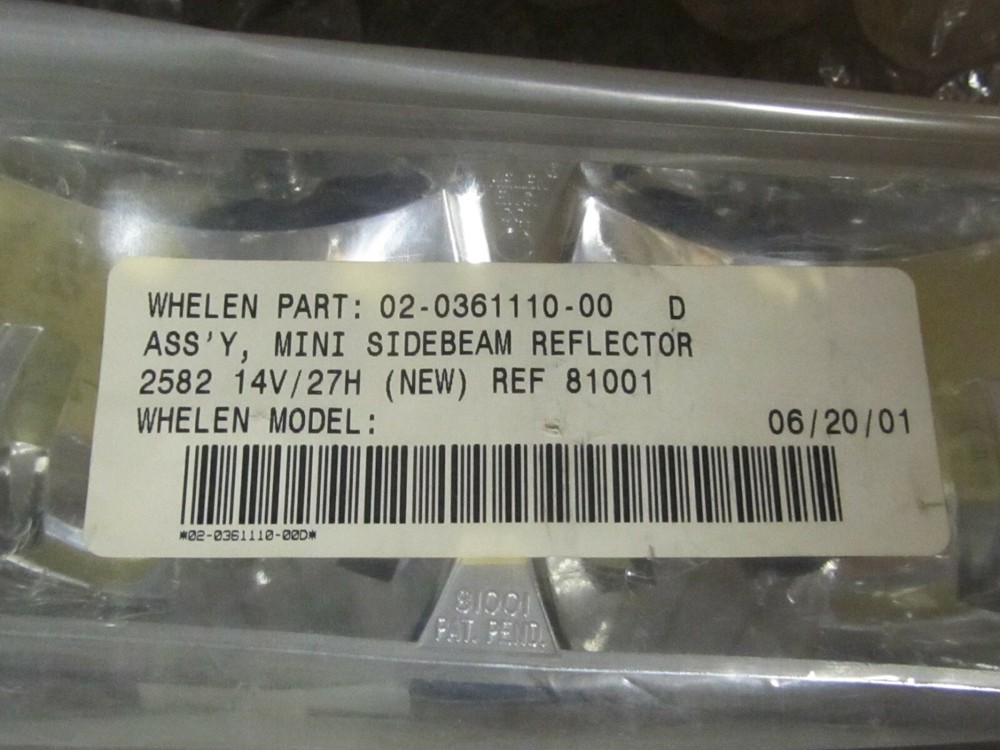 WHELEN
WHELEN PART: 02-0361110-00 D
ASS'Y, MINI SIDEBEAM REFLECTOR
2582 14V/27H (NEW) REF 81001
WHELEN MODEL: 06/20/01
*02-0361110-00D*
81001
PAT. PEND.